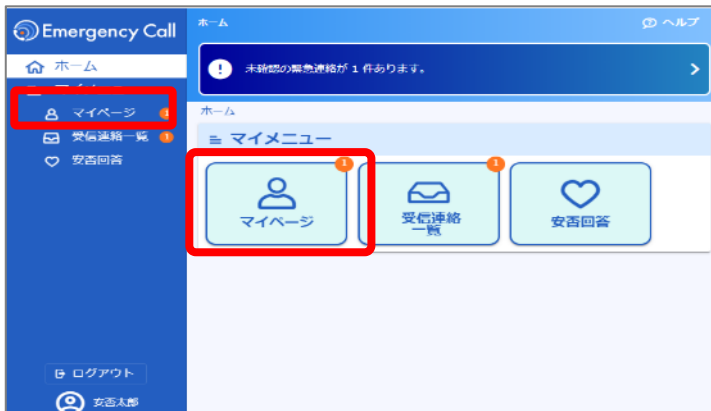 Emergency Call
ホーム
マイページ 1
受信連絡一覧 1
安否回答
ログアウト
安否太郎
ホーム
ヘルプ
未確認の緊急連絡が 1 件あります。
ホーム
マイメニュー
1
マイページ
1
受信連絡
一覧
安否回答